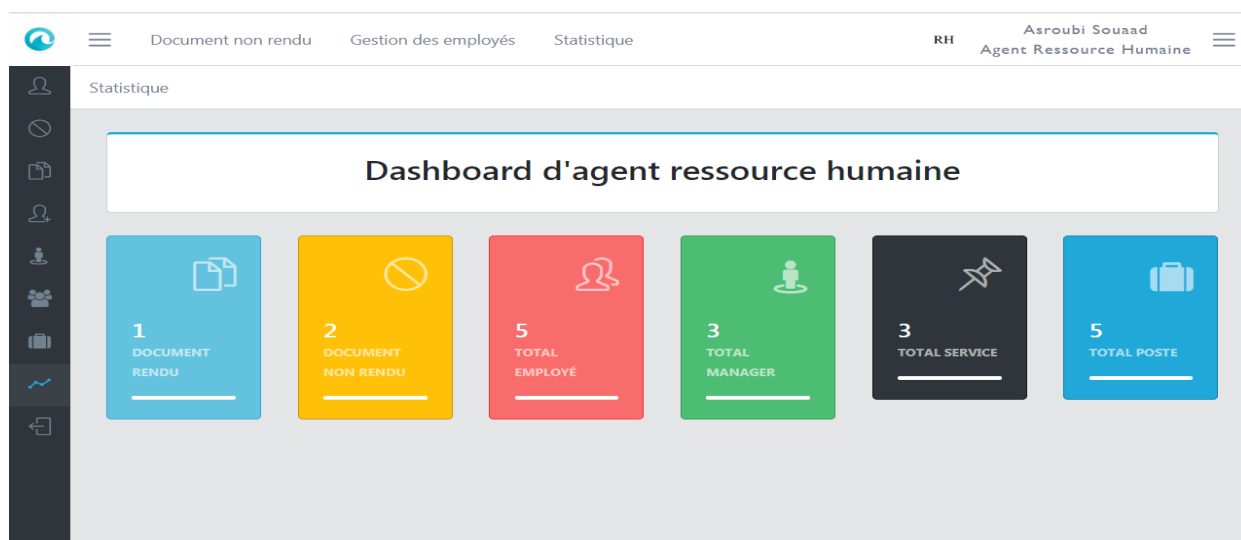 Document non rendu Gestion des employés Statistique RH Asroubi Souaad
Agent Ressource Humaine
Statistique
Dashboard d'agent ressource humaine
1
DOCUMENT
RENDU
2
DOCUMENT
NON RENDU
5
TOTAL
EMPLOYÉ
3
TOTAL
MANAGER
3
TOTAL SERVICE
5
TOTAL POSTE